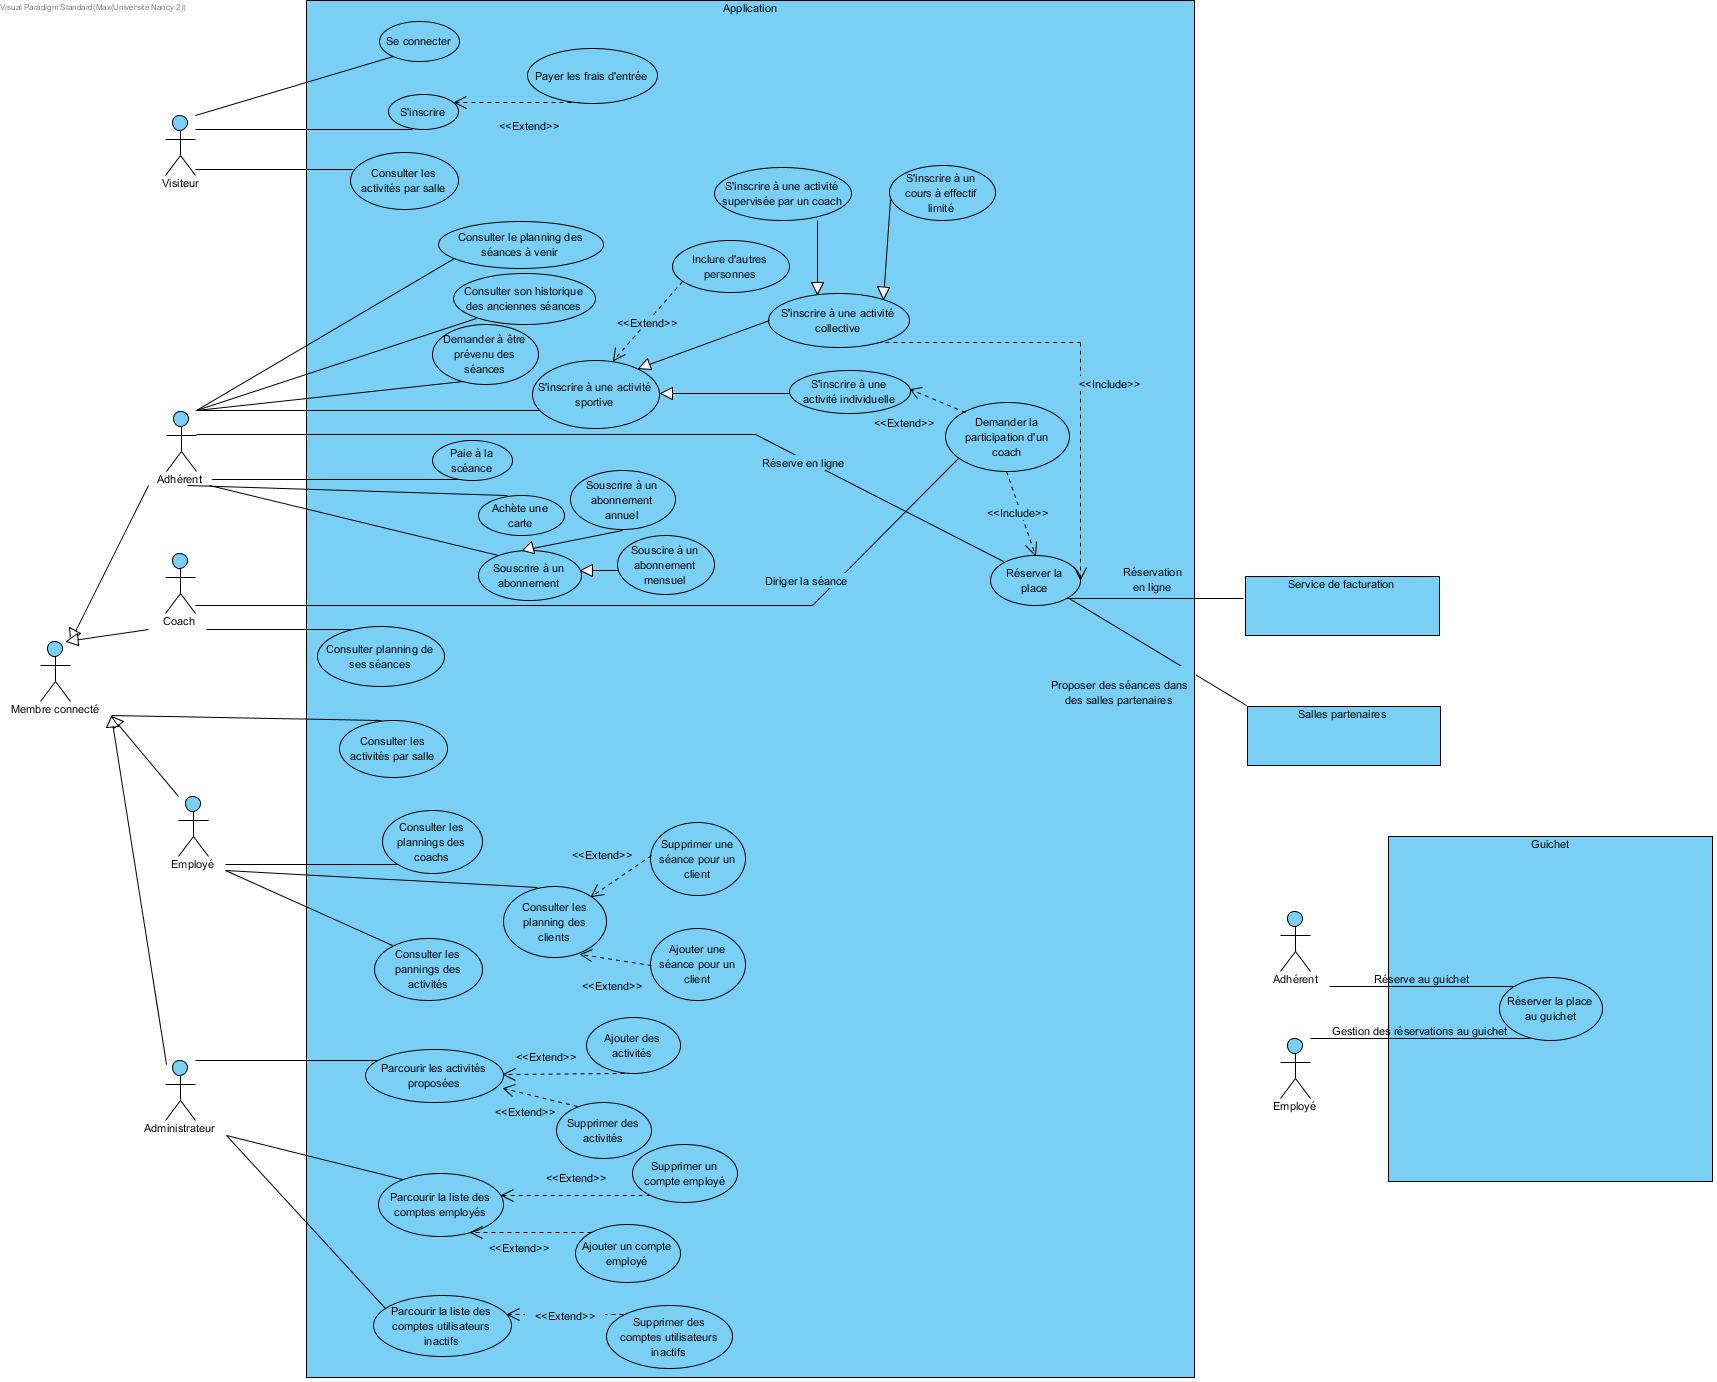 Visual Paradigm Standard(Max(Université Nancy 2))
Application
Se connecter
Payer les frais d'entrée
S'inscrire
<<Extend>>
Visiteur
Consulter les
activités par salle
S'inscrire à une activité
supervisée par un coach
S'inscrire à un
cours à effectif
limité
Consulter le planning des
séances à venir
Inclure d'autres
personnes
Consulter son historique
des anciennes séances
S'inscrire à une activité
collective
<<Extend>>
Demander à être
prévenu des
séances
S'inscrire à une activité
sportive
S'inscrire à une
activité individuelle
<<Include>>
<<Extend>>
Demander la
participation d'un
coach
Adhérent
Paie à la
scéance
Réserve en ligne
Souscrire à un
abonnement
annuel
Achète une
carte
<<Include>>
Souscire à un
abonnement
mensuel
Souscrire à un
abonnement
Diriger la séance
Réserver la
place
Réservation
en ligne
Service de facturation
Coach
Consulter planning de
ses séances
Proposer des séances dans
des salles partenaires
Salles partenaires
Membre connecté
Consulter les
activités par salle
Employé
Consulter les
plannings des
coachs
<<Extend>>
Supprimer une
séance pour un
client
Consulter les
planning des
clients
Ajouter une
séance pour un
client
<<Extend>>
Consulter les
pannings des
activités
Guichet
Adhérent
Réserve au guichet
Réserver la place
au guichet
Gestion des réservations au guichet
Employé
Ajouter des
activités
<<Extend>>
Parcourir les activités
proposées
<<Extend>>
Supprimer des
activités
Administrateur
Supprimer un
compte employé
<<Extend>>
Parcourir la liste des
comptes employés
<<Extend>>
Ajouter un compte
employé
Parcourir la liste des
comptes utilisateurs
inactifs
<<Extend>>
Supprimer des
comptes utilisateurs
inactifs